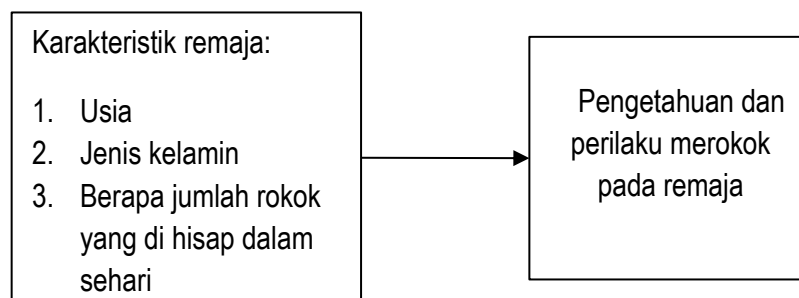 Karakteristik remaja:
1. Usia
2. Jenis kelamin
3. Berapa jumlah rokok
yang di hisap dalam
sehari
Pengetahuan dan
perilaku merokok
pada remaja